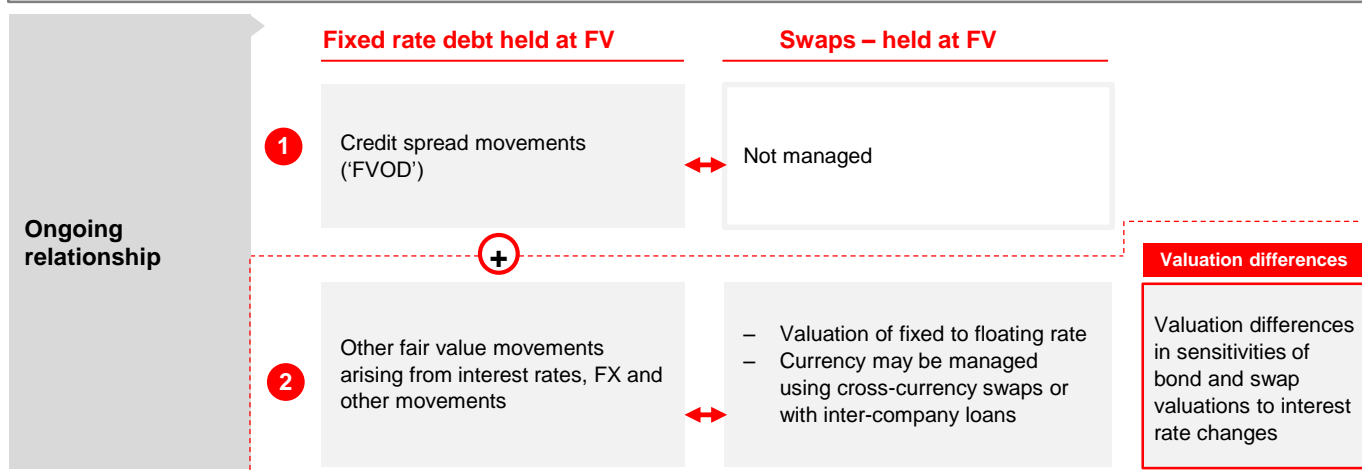 Fixed rate debt held at FV
Swaps – held at FV
Ongoing
relationship
1
Credit spread movements
('FVOD')
Not managed
+
2
Other fair value movements
arising from interest rates, FX and
other movements
– Valuation of fixed to floating rate
– Currency may be managed
using cross-currency swaps or
with inter-company loans
Valuation differences
Valuation differences
in sensitivities of
bond and swap
valuations to interest
rate changes